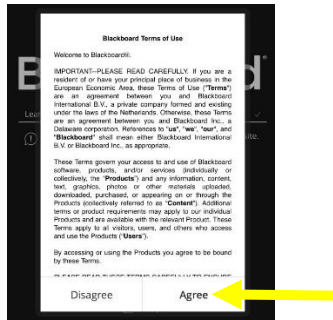 Blackboard Terms of Use
Welcome to Blackboard®.
IMPORTANT--PLEASE READ CAREFULLY. If you are a
resident of or have your principal place of business in the
European Economic Area, these Terms of Use ("Terms")
are an agreement between you and Blackboard
International B.V., a private company formed and existing
under the laws of the Netherlands. Otherwise, these Terms
are an agreement between you and Blackboard Inc., a
Delaware corporation. References to "us", "we", "our", and
"Blackboard" shall mean either Blackboard International
B.V. or Blackboard Inc., as appropriate.
These Terms govern your access to and use of Blackboard
software, products, and/or services (individually or
collectively, the "Products") and any information, content,
text, graphics, photos or other materials uploaded,
downloaded, purchased, or appearing on or through the
Products (collectively referred to as "Content"). Additional
terms or product requirements may apply to our individual
Products and are available with the relevant Product. These
Terms apply to all visitors, users, and others who access
and use the Products ("Users").
By accessing or using the Products you agree to be bound
by these Terms.
PLEASE READ THESE TERMS CAREFULLY TO ENSURE
Disagree Agree